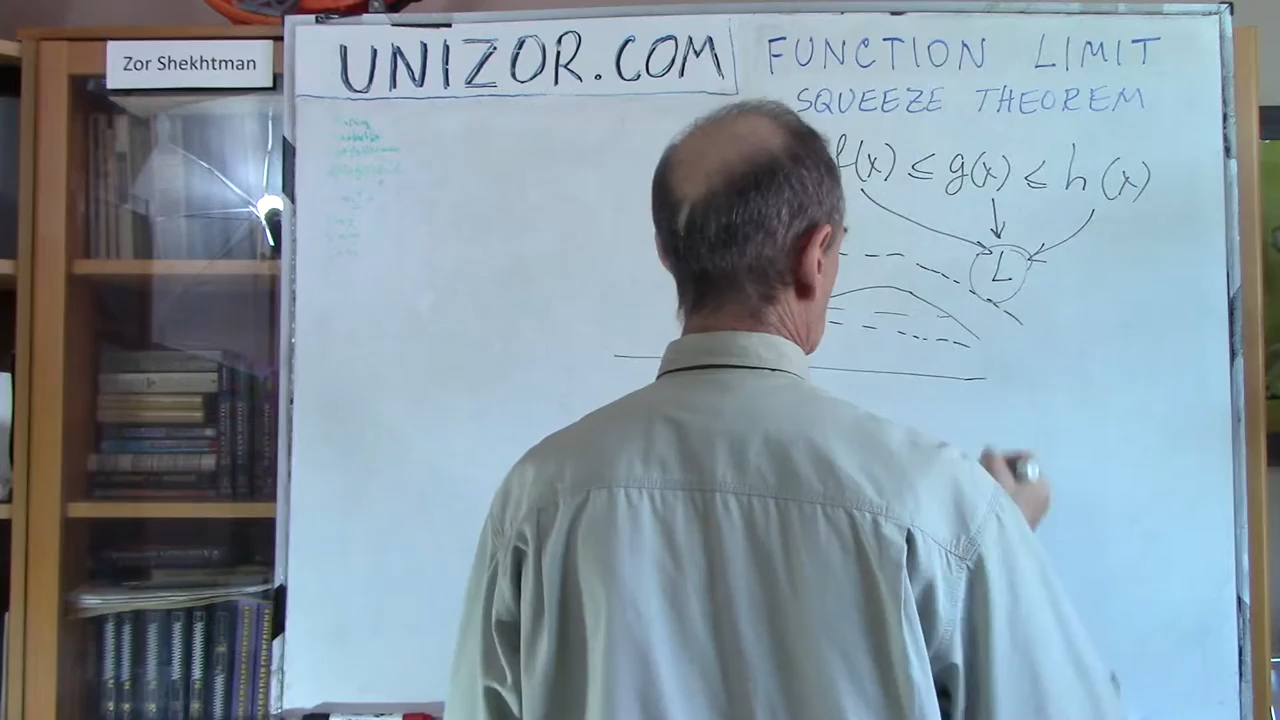 Zor Shekhtman
UNIZOR.COM
FUNCTION LIMIT
SQUEEZE THEOREM
f(x) ≤ g(x) ≤ h(x)
L